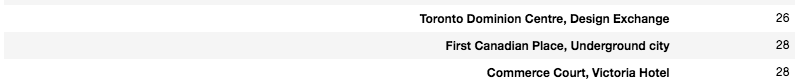 Toronto Dominion Centre, Design Exchange 26
First Canadian Place, Underground city 28
Commerce Court, Victoria Hotel 28